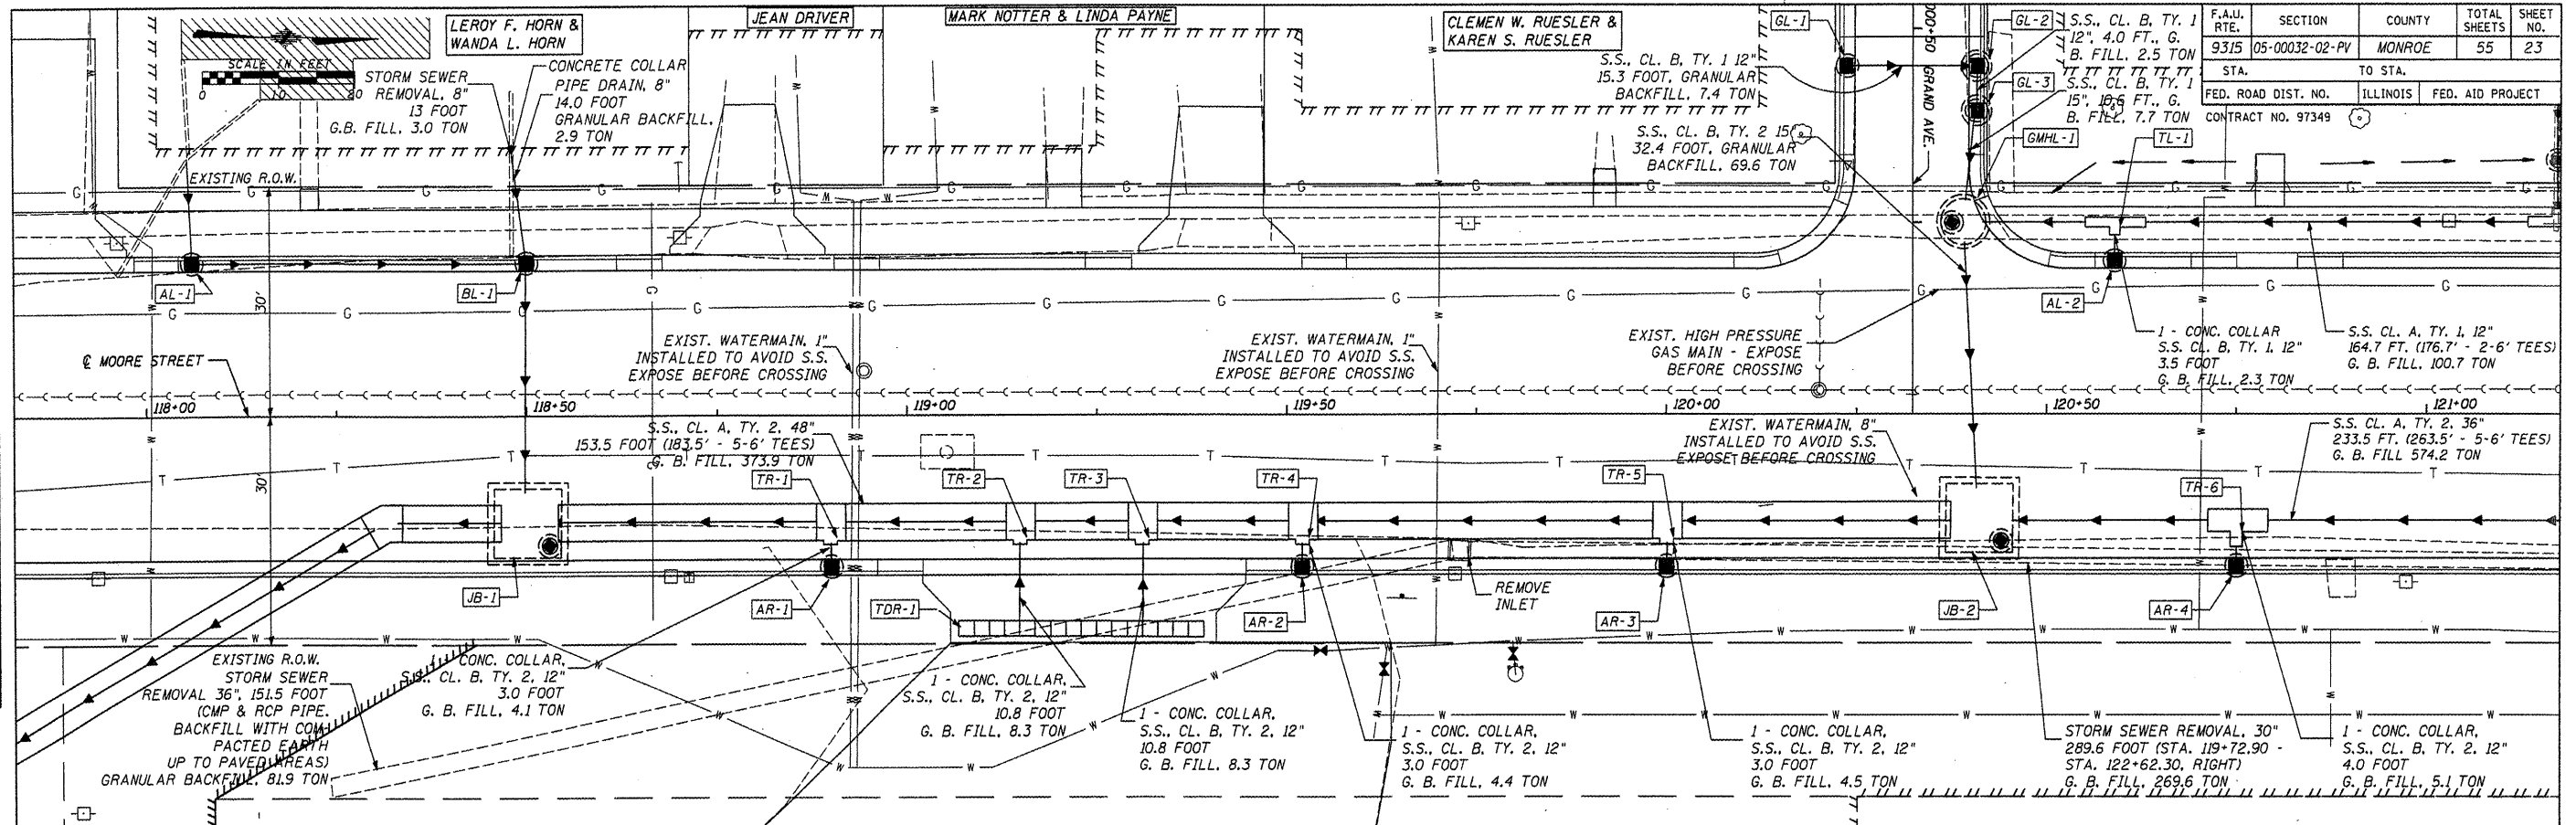 LEROY F. HORN &
WANDA L. HORN
JEAN DRIVER
MARK NOTTER & LINDA PAYNE
CLEMEN W. RUESLER &
KAREN S. RUESLER
F.A.U. RTE.
SECTION
COUNTY
TOTAL SHEETS
SHEET NO.
9315
05-00032-02-PV
MONROE
55
23
STA.
TO STA.
FED. ROAD DIST. NO.
ILLINOIS
FED. AID PROJECT
CONTRACT NO. 97349
SCALE IN FEET
0
10
20
STORM SEWER
REMOVAL, 8"
13 FOOT
G.B. FILL, 3.0 TON
CONCRETE COLLAR
PIPE DRAIN, 8"
14.0 FOOT
GRANULAR BACKFILL,
2.9 TON
S.S., CL. B, TY. 1 12"
15.3 FOOT, GRANULAR
BACKFILL, 7.4 TON
S.S., CL. B, TY. 2 15"
32.4 FOOT, GRANULAR
BACKFILL, 69.6 TON
GL-1
GRAND AVE.
GL-2
S.S., CL. B, TY. 1
12", 4.0 FT., G.
B. FILL, 2.5 TON
GL-3
S.S., CL. B, TY. 1
15", 10.6 FT., G.
B. FILL, 7.7 TON
GMHL-1
TL-1
EXISTING R.O.W.
AL-1
BL-1
AL-2
30'
℄ MOORE STREET
EXIST. WATERMAIN, 1"
INSTALLED TO AVOID S.S.
EXPOSE BEFORE CROSSING
EXIST. WATERMAIN, 1"
INSTALLED TO AVOID S.S.
EXPOSE BEFORE CROSSING
EXIST. HIGH PRESSURE
GAS MAIN - EXPOSE
BEFORE CROSSING
1 - CONC. COLLAR
S.S. CL. B, TY. 1, 12"
3.5 FOOT
G. B. FILL, 2.3 TON
S.S. CL. A, TY. 1, 12"
164.7 FT. (176.7' - 2-6' TEES)
G. B. FILL, 100.7 TON
118+00
118+50
119+00
119+50
120+00
120+50
121+00
30'
S.S., CL. A, TY. 2, 48"
153.5 FOOT (183.5' - 5-6' TEES)
G. B. FILL, 373.9 TON
EXIST. WATERMAIN, 8"
INSTALLED TO AVOID S.S.
EXPOSE BEFORE CROSSING
S.S. CL. A, TY. 2, 36"
233.5 FT. (263.5' - 5-6' TEES)
G. B. FILL 574.2 TON
TR-1
TR-2
TR-3
TR-4
TR-5
TR-6
JB-1
AR-1
TDR-1
AR-2
REMOVE
INLET
AR-3
JB-2
AR-4
EXISTING R.O.W.
STORM SEWER
REMOVAL 36", 151.5 FOOT
(CMP & RCP PIPE.
BACKFILL WITH COM-
PACTED EARTH
UP TO PAVED AREAS)
GRANULAR BACKFILL, 81.9 TON
CONC. COLLAR,
S.S., CL. B, TY. 2, 12"
3.0 FOOT
G. B. FILL, 4.1 TON
1 - CONC. COLLAR,
S.S., CL. B, TY. 2, 12"
10.8 FOOT
G. B. FILL, 8.3 TON
1 - CONC. COLLAR,
S.S., CL. B, TY. 2, 12"
10.8 FOOT
G. B. FILL, 8.3 TON
1 - CONC. COLLAR,
S.S., CL. B, TY. 2, 12"
3.0 FOOT
G. B. FILL, 4.4 TON
1 - CONC. COLLAR,
S.S., CL. B, TY. 2, 12"
3.0 FOOT
G. B. FILL, 4.5 TON
STORM SEWER REMOVAL, 30"
289.6 FOOT (STA. 119+72.90 -
STA. 122+62.30, RIGHT)
G. B. FILL, 269.6 TON
1 - CONC. COLLAR,
S.S., CL. B, TY. 2, 12"
4.0 FOOT
G. B. FILL, 5.1 TON